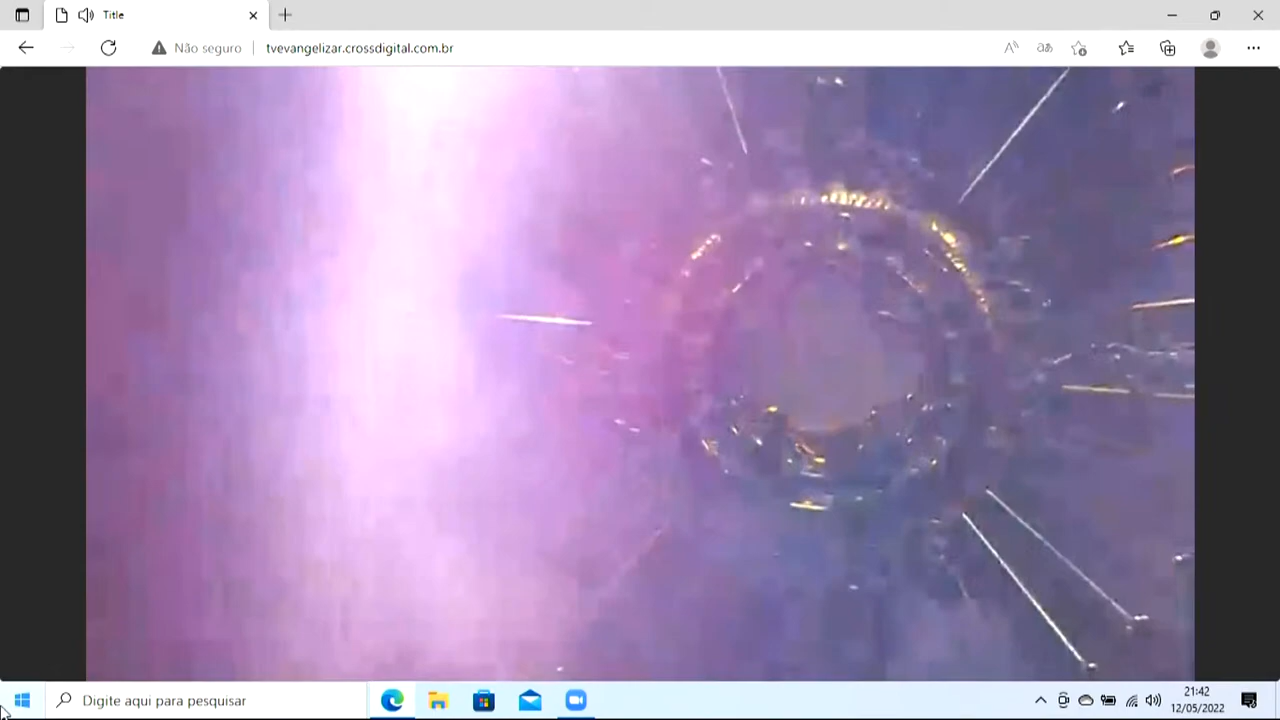 Title
Não seguro
tvevangelizar.crossdigital.com.br
Digite aqui para pesquisar
21:42
12/05/2022